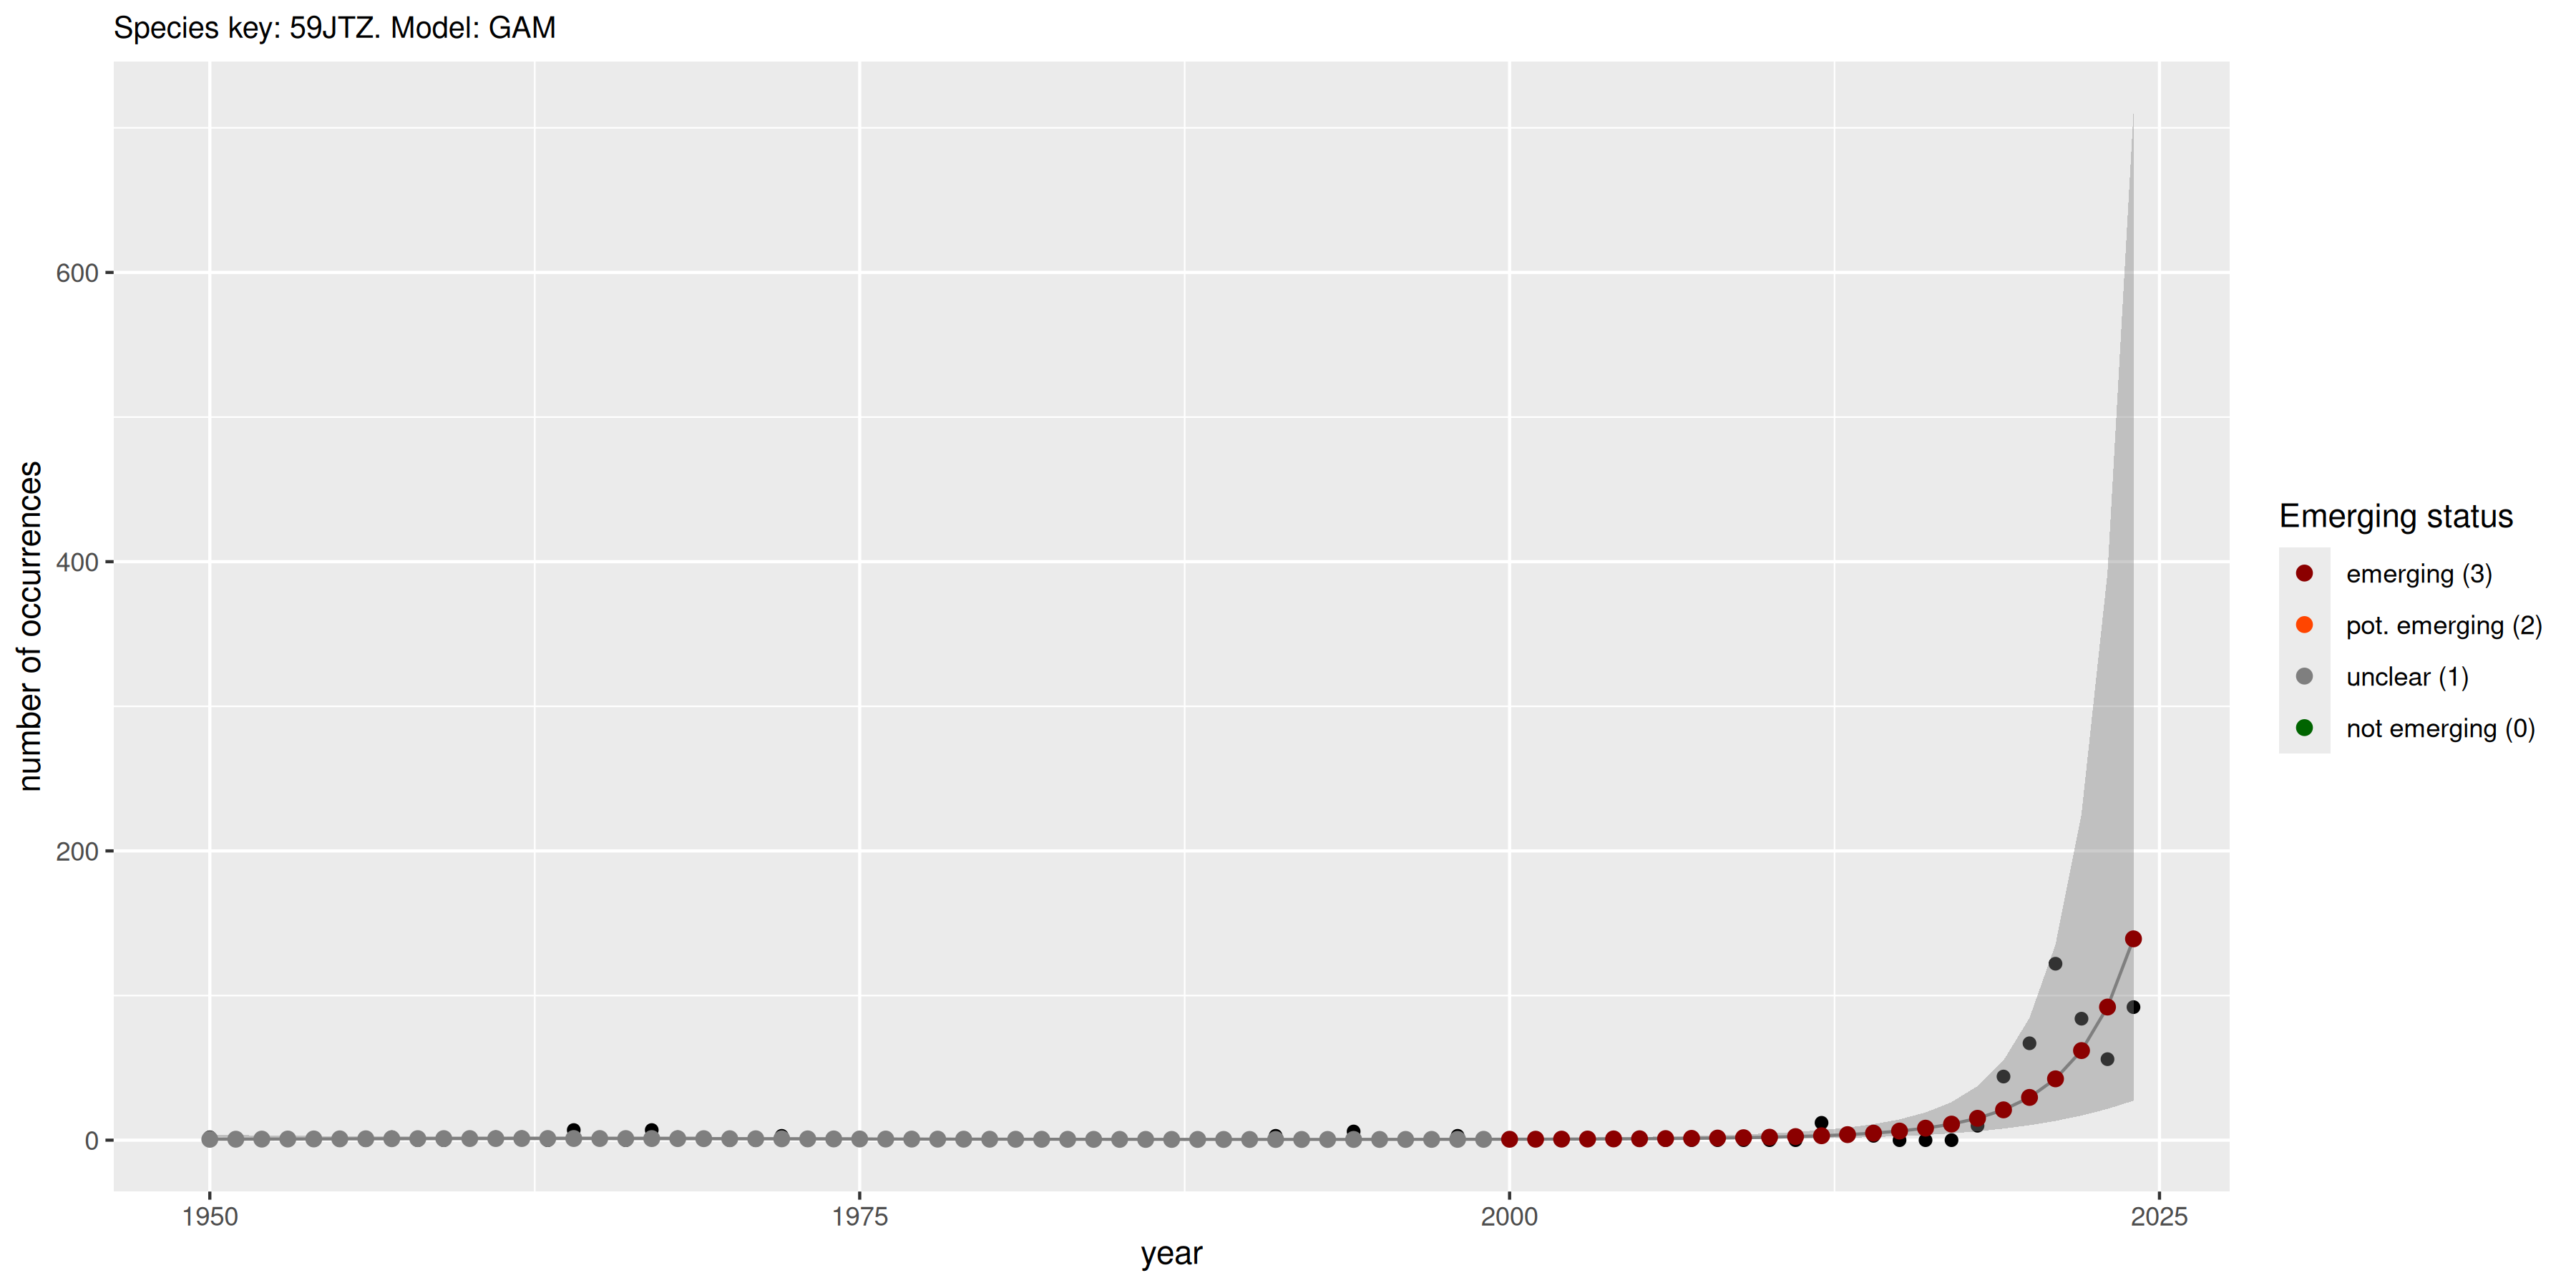 Species key: 59JTZ. Model: GAM
number of occurrences
600
400
200
0
1950
1975
2000
2025
year
Emerging status
emerging (3)
pot. emerging (2)
unclear (1)
not emerging (0)